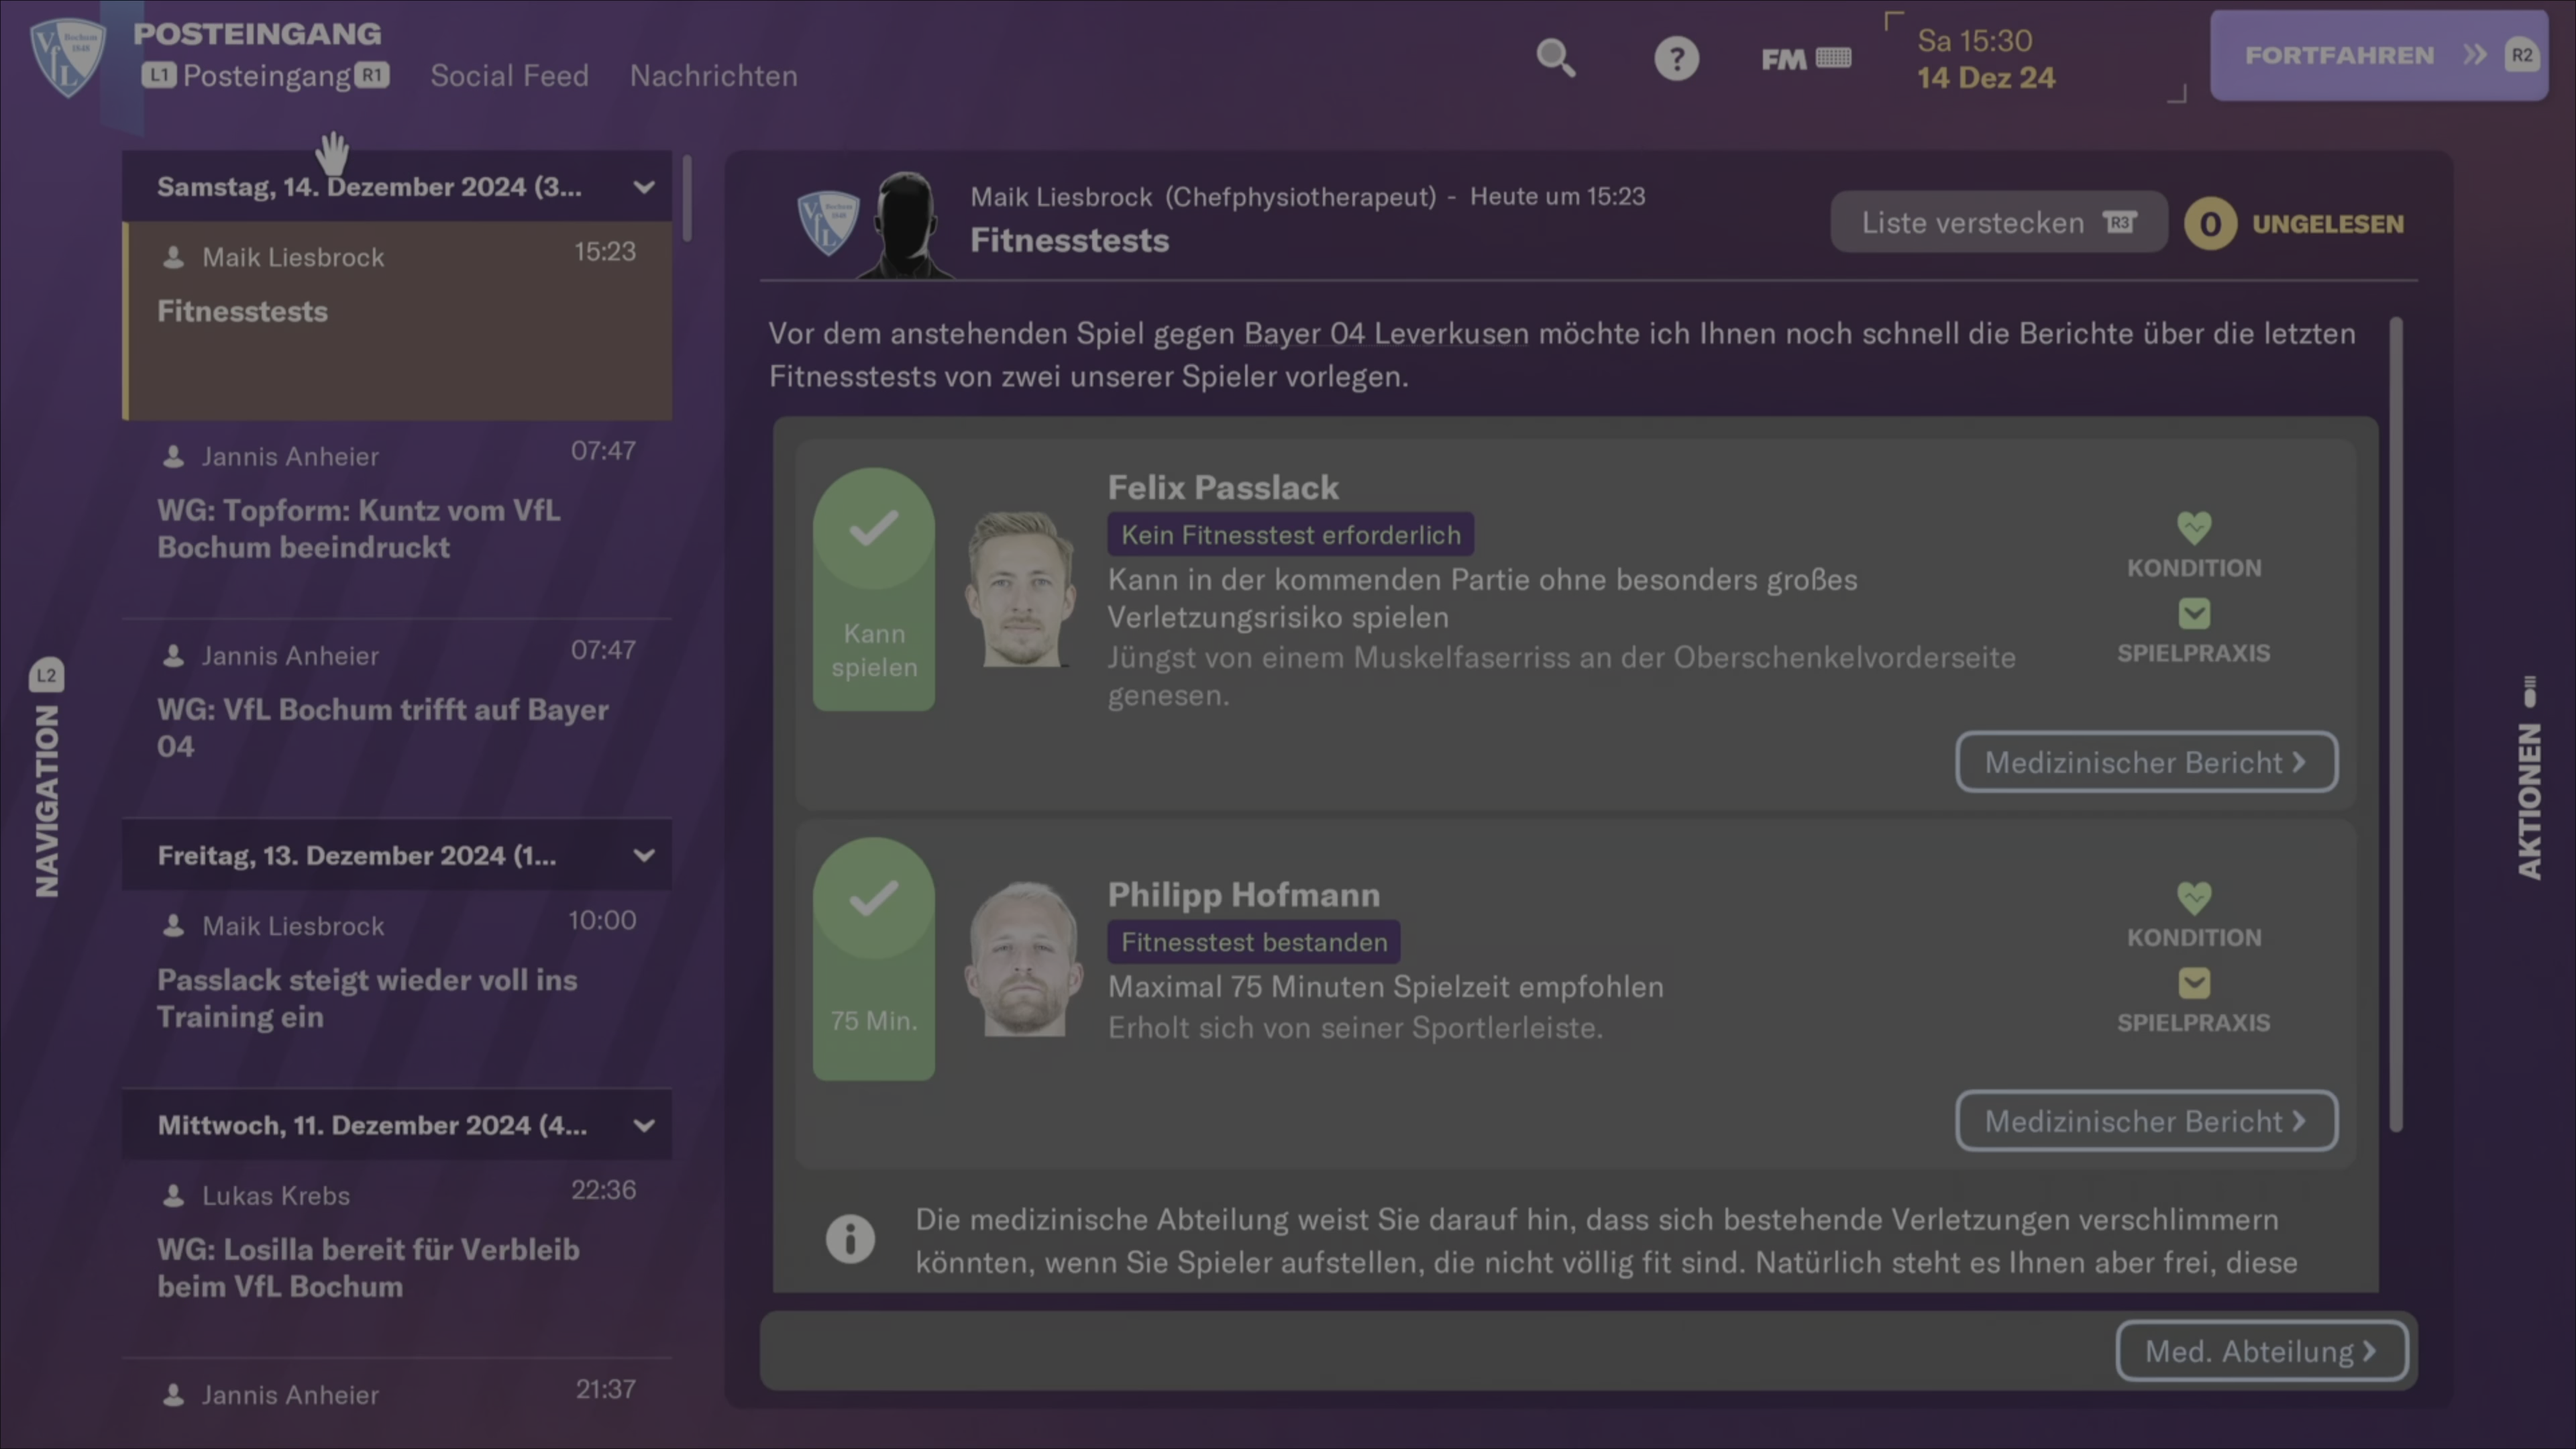 POSTEINGANG
L1 Posteingang R1 Social Feed Nachrichten
FM
Sa 15:30
14 Dez 24
FORTFAHREN R2
Samstag, 14. Dezember 2024 (3...
Maik Liesbrock 15:23
Fitnesstests
Jannis Anheier 07:47
WG: Topform: Kuntz vom VfL
Bochum beeindruckt
Jannis Anheier 07:47
WG: VfL Bochum trifft auf Bayer
04
Freitag, 13. Dezember 2024 (1...
Maik Liesbrock 10:00
Passlack steigt wieder voll ins
Training ein
Mittwoch, 11. Dezember 2024 (4...
Lukas Krebs 22:36
WG: Losilla bereit für Verbleib
beim VfL Bochum
Jannis Anheier 21:37
L2
NAVIGATION
Maik Liesbrock (Chefphysiotherapeut) - Heute um 15:23
Fitnesstests
Liste verstecken R3
0 UNGELESEN
Vor dem anstehenden Spiel gegen Bayer 04 Leverkusen möchte ich Ihnen noch schnell die Berichte über die letzten
Fitnesstests von zwei unserer Spieler vorlegen.
Kann
spielen
Felix Passlack
Kein Fitnesstest erforderlich
Kann in der kommenden Partie ohne besonders großes
Verletzungsrisiko spielen
Jüngst von einem Muskelfaserriss an der Oberschenkelvorderseite
genesen.
KONDITION
SPIELPRAXIS
Medizinischer Bericht
75 Min.
Philipp Hofmann
Fitnesstest bestanden
Maximal 75 Minuten Spielzeit empfohlen
Erholt sich von seiner Sportlerleiste.
KONDITION
SPIELPRAXIS
Medizinischer Bericht
Die medizinische Abteilung weist Sie darauf hin, dass sich bestehende Verletzungen verschlimmern
könnten, wenn Sie Spieler aufstellen, die nicht völlig fit sind. Natürlich steht es Ihnen aber frei, diese
Med. Abteilung
AKTIONEN
VfL Bochum 1848
VfL Bochum 1848